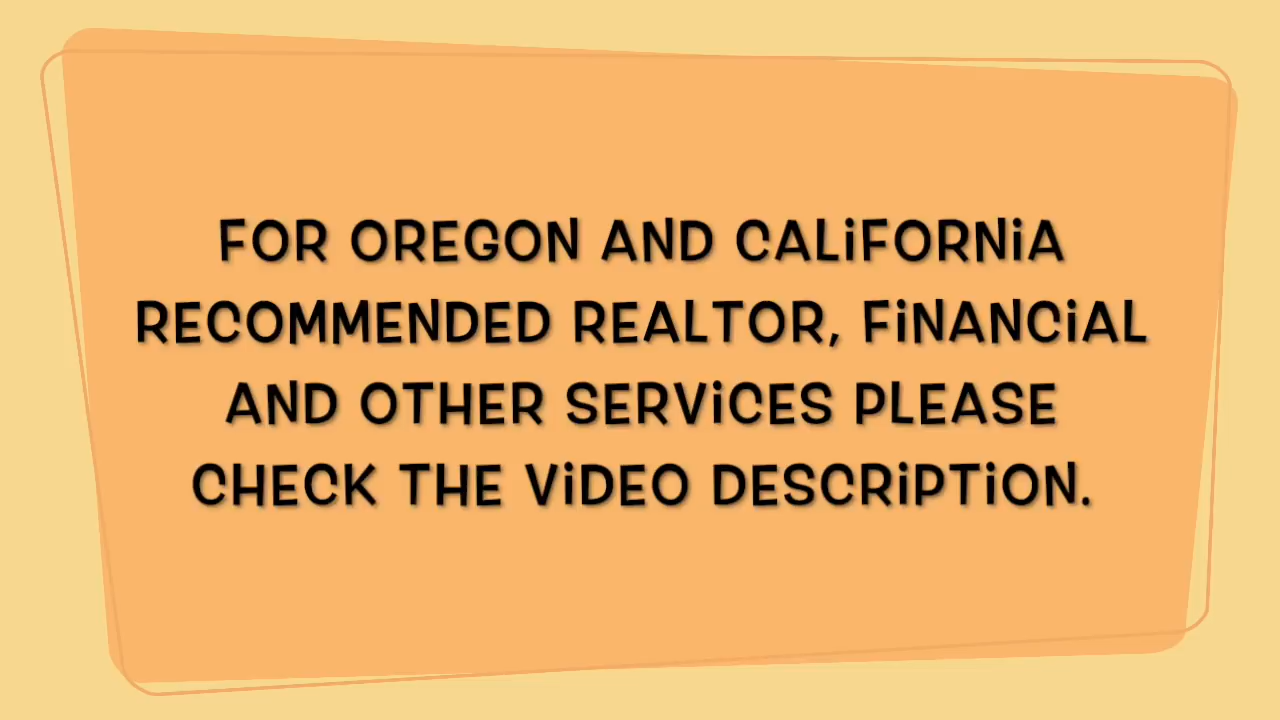 FOR OREGON AND CALiFORNiA
RECOMMENDED REALTOR, FiNANCiAL
AND OTHER SERViCES PLEASE
CHECK THE ViDEO DESCRiPTiON.